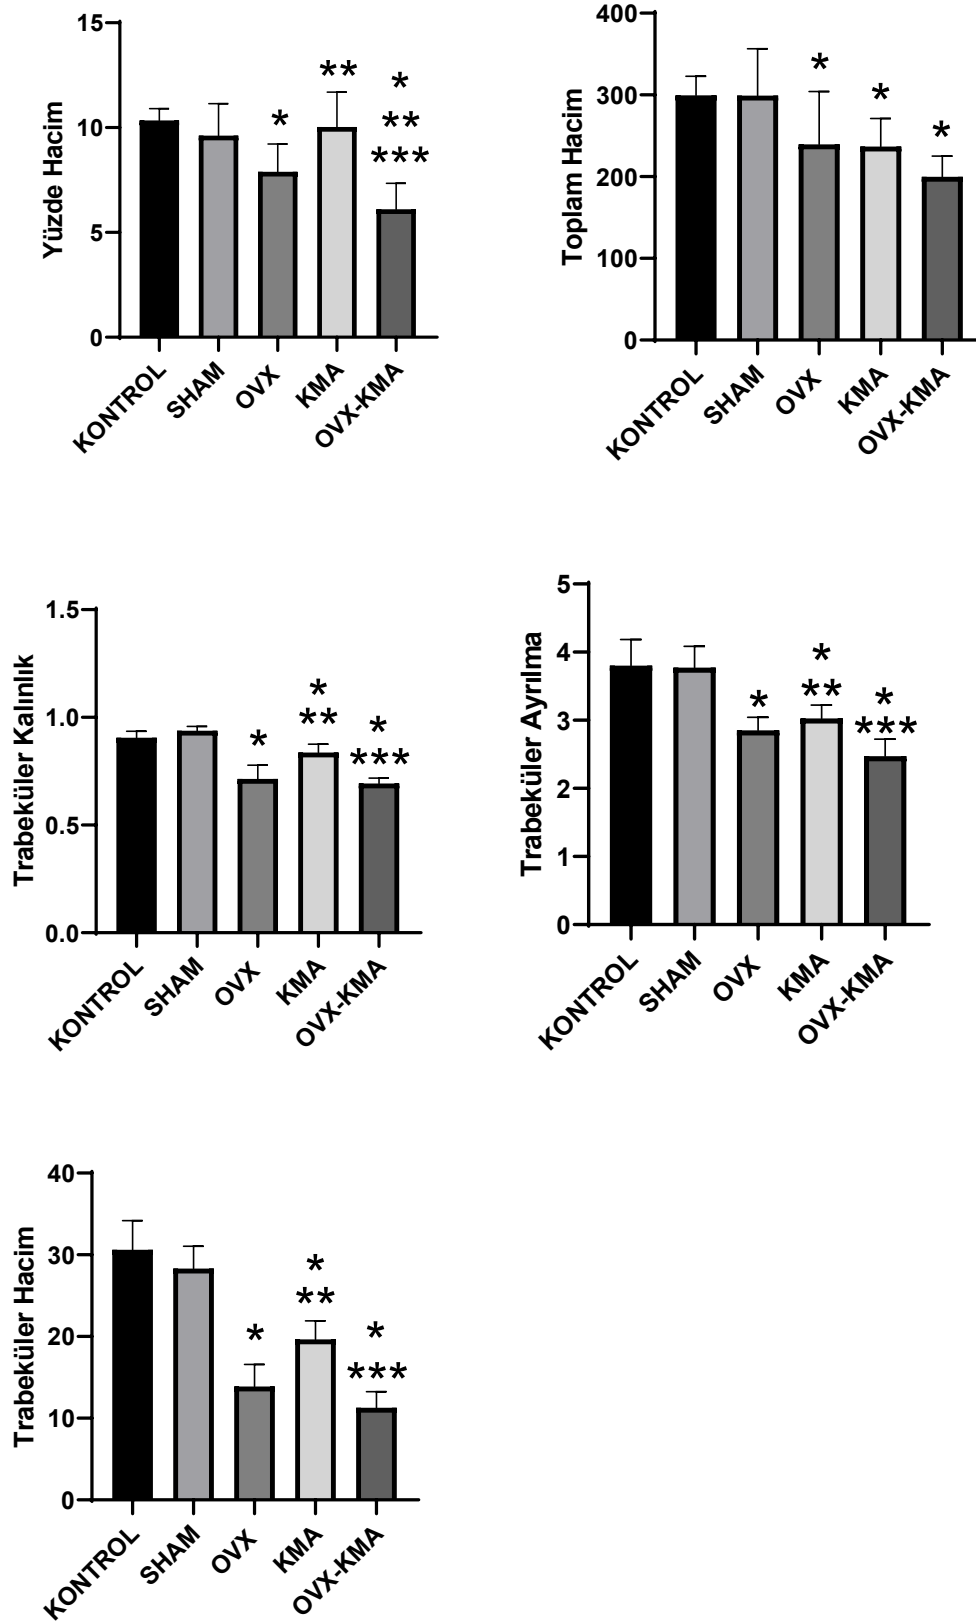 Yüzde Hacim
15
10
5
0
*
**
*
**
***
KONTROL
SHAM
OVX
KMA
OVX-KMA
Toplam Hacim
400
300
200
100
0
*
*
*
KONTROL
SHAM
OVX
KMA
OVX-KMA
Trabeküler Kalınlık
1.5
1.0
0.5
0.0
*
*
**
*
***
KONTROL
SHAM
OVX
KMA
OVX-KMA
Trabeküler Ayrılma
5
4
3
2
1
0
*
*
**
*
***
KONTROL
SHAM
OVX
KMA
OVX-KMA
Trabeküler Hacim
40
30
20
10
0
*
*
**
*
***
KONTROL
SHAM
OVX
KMA
OVX-KMA